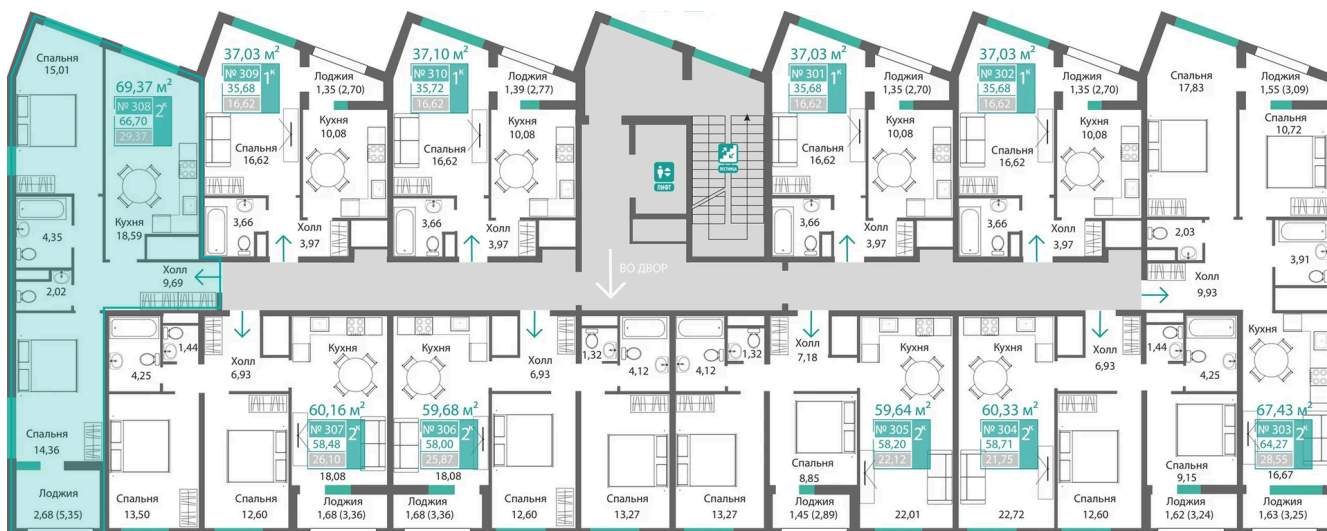 Спальня
15,01
69,37 м²
№ 308
66,70
29,37
2к
Кухня
18,59
4,35
2,02
Холл
9,69
Спальня
14,36
Лоджия
2,68 (5,35)
37,03 м²
№ 309
35,68
16,62
1к
Лоджия
1,35 (2,70)
Кухня
10,08
Спальня
16,62
3,66
Холл
3,97
37,10 м²
№ 310
35,72
16,62
1к
Лоджия
1,39 (2,77)
Кухня
10,08
Спальня
16,62
3,66
Холл
3,97
ЛИФТ
ЛЕСТНИЦА
ВО ДВОР
37,03 м²
№ 301
35,68
16,62
1к
Лоджия
1,35 (2,70)
Кухня
10,08
Спальня
16,62
3,66
Холл
3,97
37,03 м²
№ 302
35,68
16,62
1к
Лоджия
1,35 (2,70)
Кухня
10,08
Спальня
16,62
3,66
Холл
3,97
Спальня
17,83
Лоджия
1,55 (3,09)
Спальня
10,72
2,03
3,91
Холл
9,93
Кухня
67,43 м²
№ 303
64,27
28,55
2к
16,67
Лоджия
1,63 (3,25)
4,25
1,44
Холл
6,93
Кухня
60,16 м²
№ 307
58,48
26,10
2к
18,08
Спальня
13,50
Спальня
12,60
Лоджия
1,68 (3,36)
Кухня
59,68 м²
№ 306
58,00
25,87
2к
18,08
Лоджия
1,68 (3,36)
Холл
6,93
1,32
4,12
Спальня
12,60
Спальня
13,27
4,12
1,32
Холл
7,18
Кухня
59,64 м²
№ 305
58,20
22,12
2к
Спальня
13,27
Спальня
8,85
Лоджия
1,45 (2,89)
22,01
Кухня
60,33 м²
№ 304
58,71
21,75
2к
22,72
Холл
6,93
1,44
4,25
Спальня
12,60
Спальня
9,15
Лоджия
1,62 (3,24)